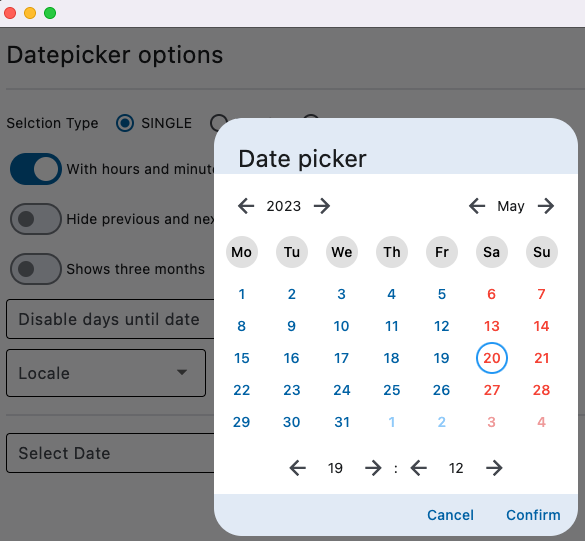 Datepicker options
Selction Type SINGLE
With hours and minut
Hide previous and nex
Shows three months
Disable days until date
Locale
Select Date
Date picker
2023 May
Mo Tu We Th Fr Sa Su
1 2 3 4 5 6 7
8 9 10 11 12 13 14
15 16 17 18 19 20 21
22 23 24 25 26 27 28
29 30 31 1 2 3 4
19 : 12
Cancel Confirm